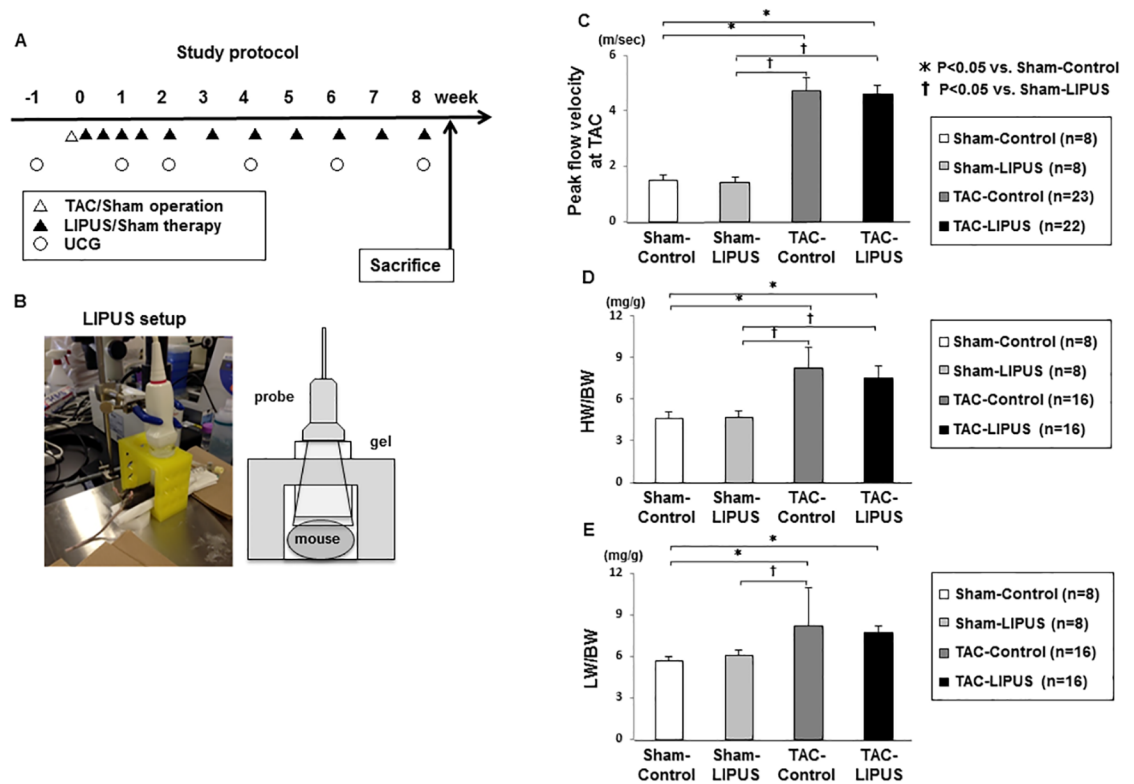 A
Study protocol
-1 0 1 2 3 4 5 6 7 8 week
△ TAC/Sham operation
▲ LIPUS/Sham therapy
○ UCG
Sacrifice
B
LIPUS setup
probe
gel
mouse
C
(m/sec)
* *
† †
6
4
2
0
Peak flow velocity
at TAC
Sham-
Control
Sham-
LIPUS
TAC-
Control
TAC-
LIPUS
* P<0.05 vs. Sham-Control
† P<0.05 vs. Sham-LIPUS
Sham-Control (n=8)
Sham-LIPUS (n=8)
TAC-Control (n=23)
TAC-LIPUS (n=22)
D
(mg/g)
* *
† †
12
9
6
3
0
HW/BW
Sham-
Control
Sham-
LIPUS
TAC-
Control
TAC-
LIPUS
Sham-Control (n=8)
Sham-LIPUS (n=8)
TAC-Control (n=16)
TAC-LIPUS (n=16)
E
(mg/g)
* *
†
12
9
6
3
0
LW/BW
Sham-
Control
Sham-
LIPUS
TAC-
Control
TAC-
LIPUS
Sham-Control (n=8)
Sham-LIPUS (n=8)
TAC-Control (n=16)
TAC-LIPUS (n=16)